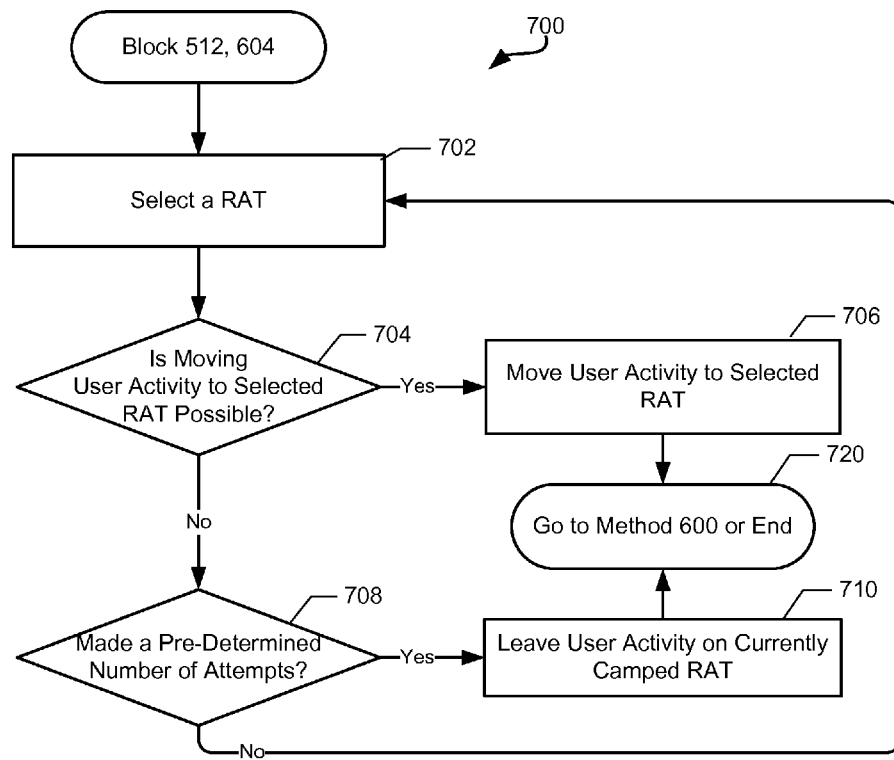 Block 512, 604
700
702
Select a RAT
704
Is Moving
User Activity to Selected
RAT Possible?
Yes
706
Move User Activity to Selected
RAT
720
Go to Method 600 or End
No
708
Made a Pre-Determined
Number of Attempts?
Yes
710
Leave User Activity on Currently
Camped RAT
No